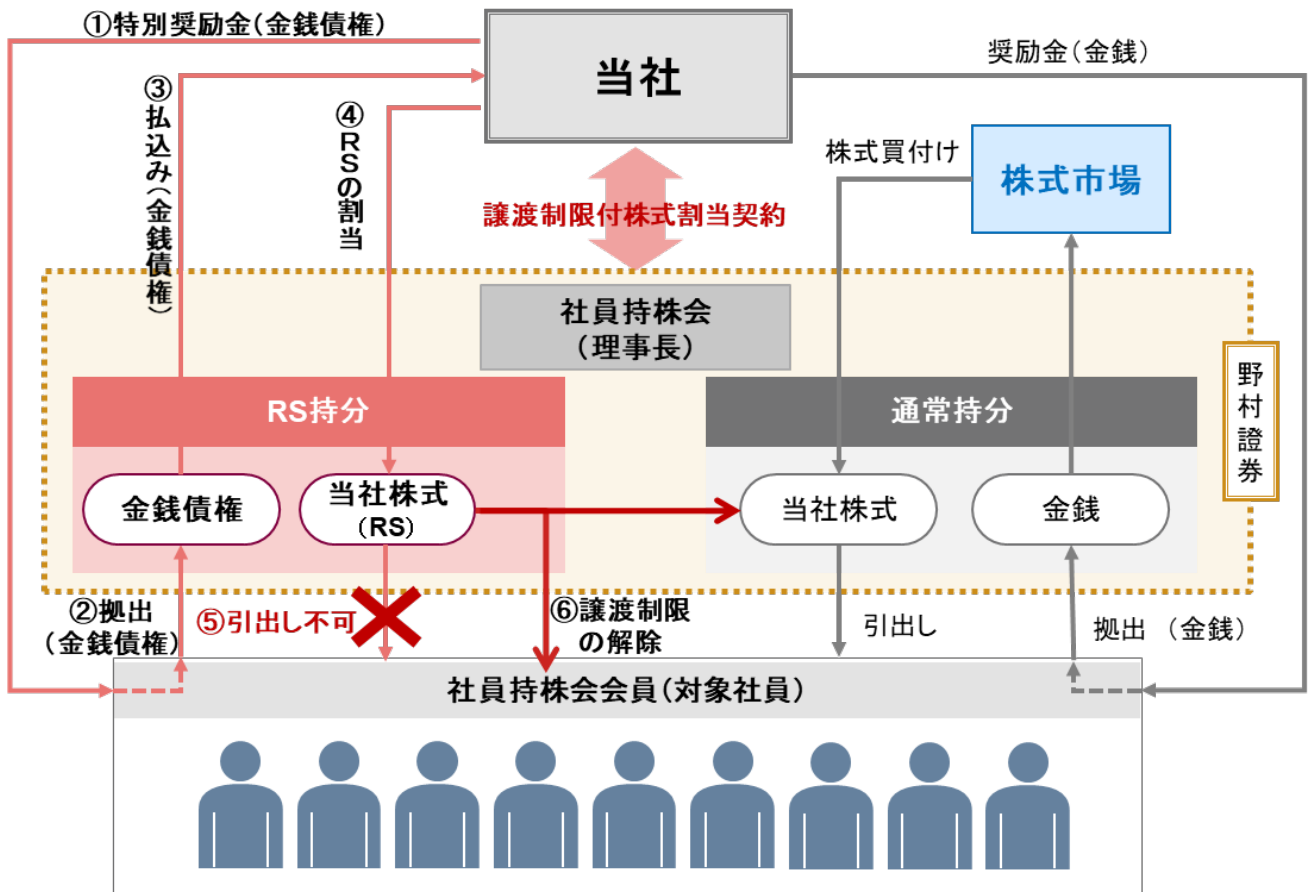 ①特別奨励金(金銭債権)
当社
奨励金(金銭)
③払込み(金銭債権)
④RSの割当
株式買付け
株式市場
譲渡制限付株式割当契約
社員持株会
(理事長)
野村證券
RS持分
通常持分
金銭債権
当社株式
(RS)
当社株式
金銭
②拠出
(金銭債権)
⑤引出し不可
⑥譲渡制限
の解除
引出し
拠出 (金銭)
社員持株会会員(対象社員)